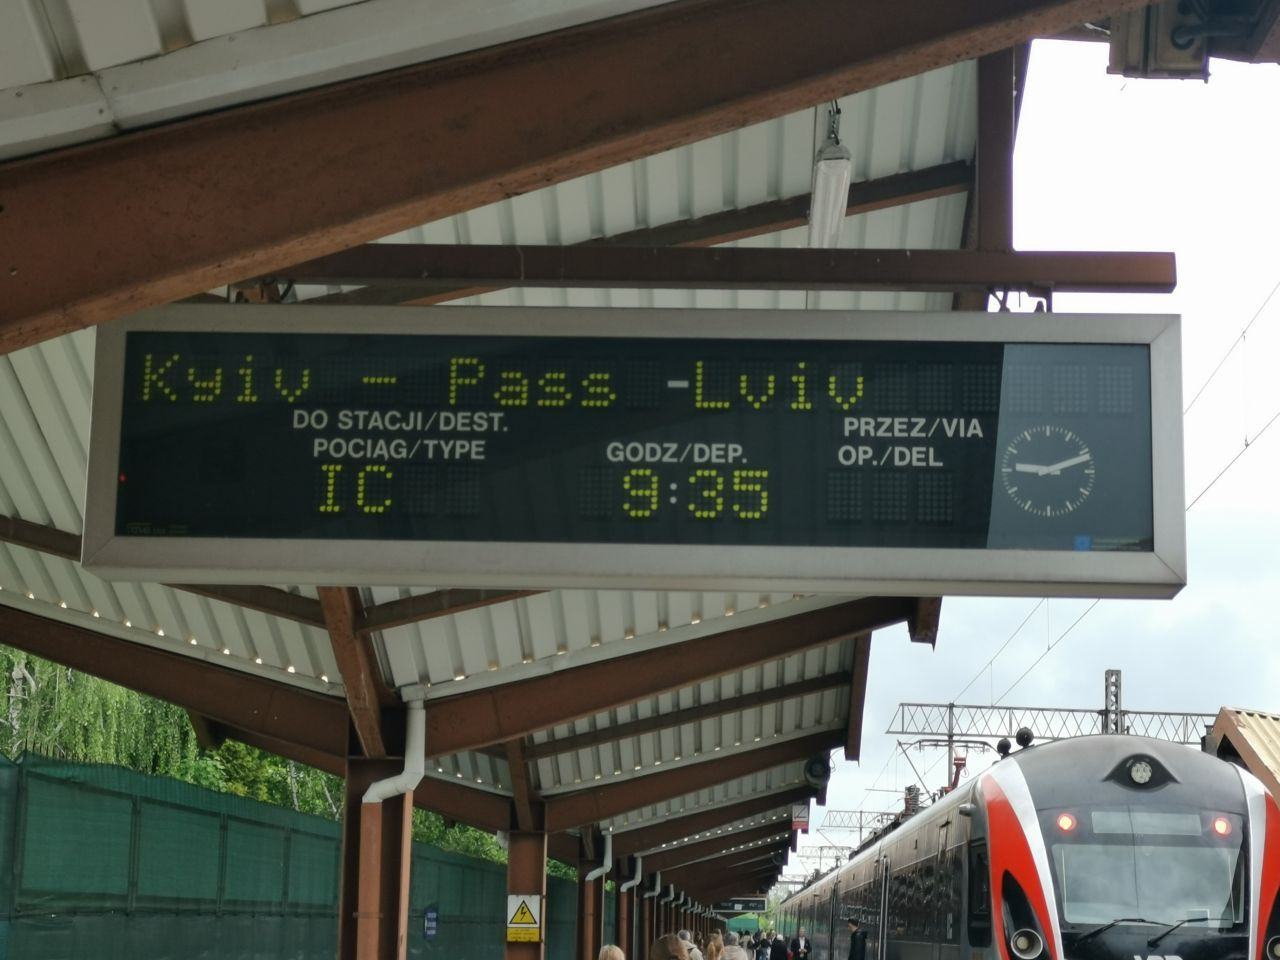 Kyiv - Pass -Lviv
DO STACJI/DEST.
PRZEZ/VIA
POCIĄG/TYPE
GODZ/DEP.
OP./DEL
IC
9:35